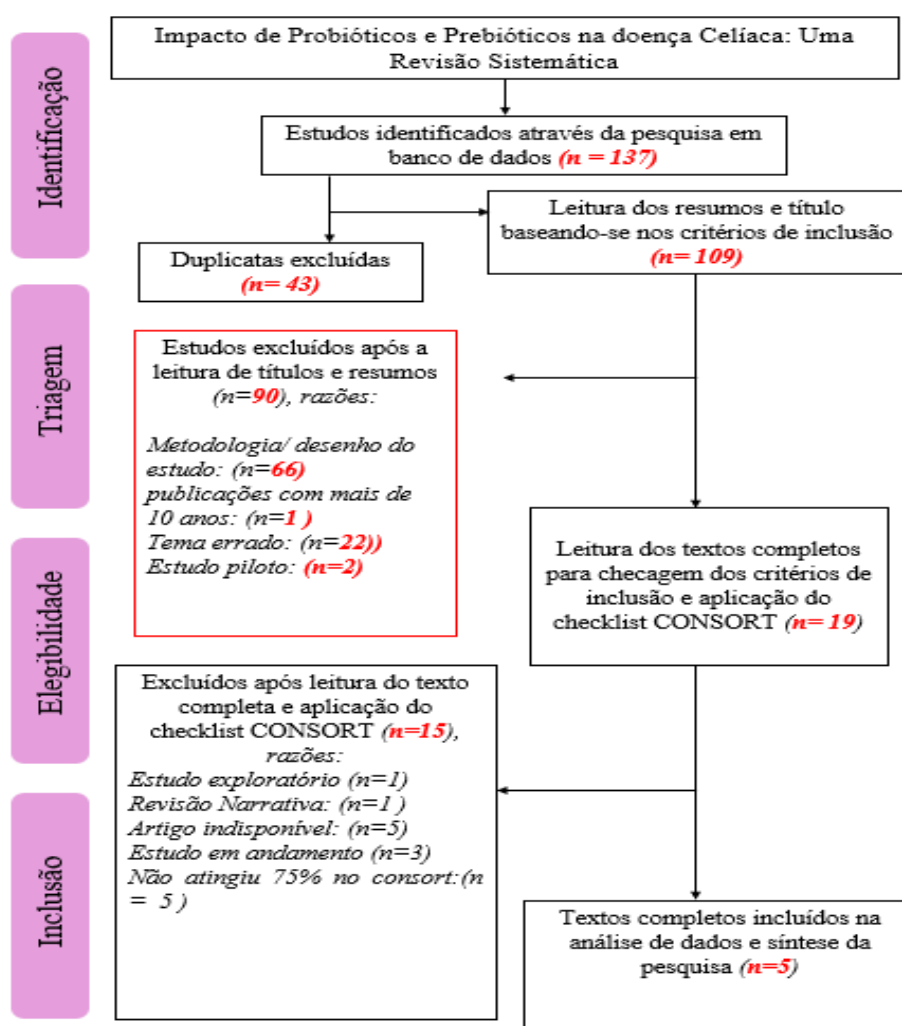 Identificação
Impacto de Probióticos e Prebióticos na doença Celíaca: Uma
Revisão Sistemática
Estudos identificados através da pesquisa em
banco de dados (n = 137)
Duplicatas excluídas
(n= 43)
Leitura dos resumos e título
baseando-se nos critérios de inclusão
(n= 109)
Triagem
Estudos excluídos após a
leitura de títulos e resumos
(n=90), razões:
Metodologia/ desenho do
estudo: (n=66)
publicações com mais de
10 anos: (n=1 )
Tema errado: (n=22))
Estudo piloto: (n=2)
Elegibilidade
Leitura dos textos completos
para checagem dos critérios de
inclusão e aplicação do
checklist CONSORT (n= 19)
Excluídos após leitura do texto
completa e aplicação do
checklist CONSORT (n=15),
razões:
Estudo exploratório (n=1)
Revisão Narrativa: (n=1 )
Artigo indisponível: (n=5)
Estudo em andamento (n=3)
Não atingiu 75% no consort:(n
= 5 )
Inclusão
Textos completos incluídos na
análise de dados e síntese da
pesquisa (n=5)